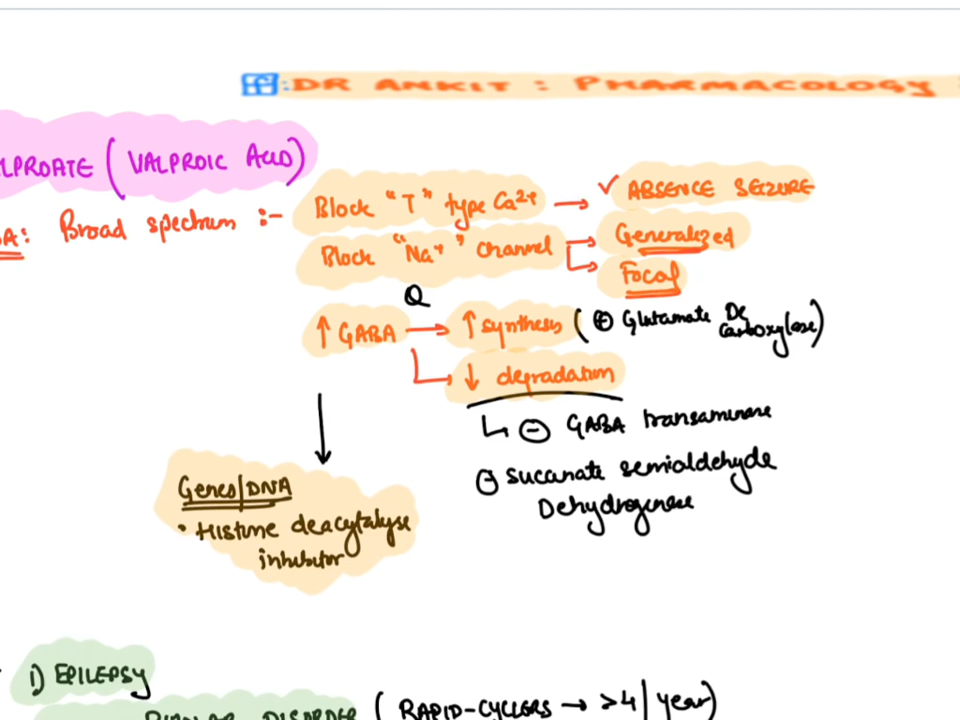 : DR ANKIT : PHARMACOLOGY :
LPROATE (VALPROIC ACID)
A: Broad spectrum :- Block "T" type Ca2+ → ✓ ABSENCE SEIZURE
Block "Na+" channel → Generalized
→ Focal
Q
↑ GABA → ↑ synthesis (⊕ Glutamate De
carboxylase)
→ ↓ degradation
↳ ⊖ GABA transaminase
⊖ Succinate semialdehyde
Dehydrogenase
↓
Genes/DNA
• Histone deacytalyse
inhibitor
1) EPILEPSY
DISORDER (RAPID-CYCLERS → >4/year)